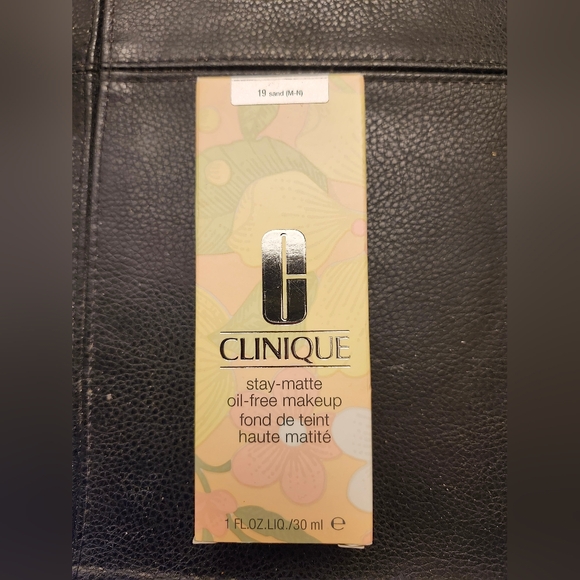 19 sand (M-N)
CLINIQUE
stay-matte
oil-free makeup
fond de teint
haute matité
1 FL.OZ.LIQ./30 ml ℮